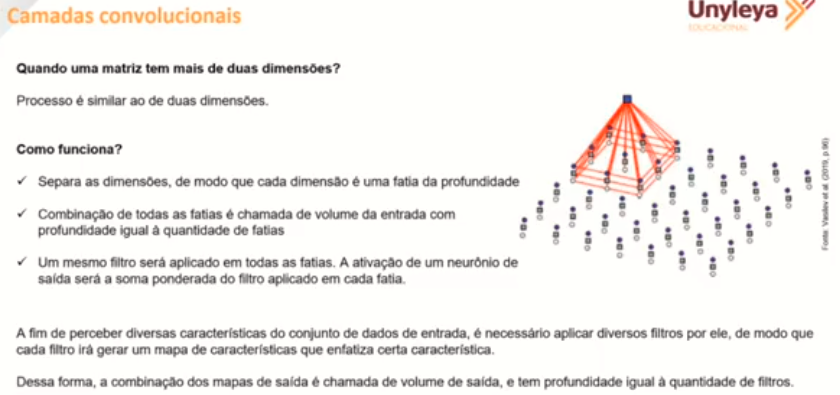 Camadas convolucionais
Unyleya
EDUCACIONAL
Quando uma matriz tem mais de duas dimensões?
Processo é similar ao de duas dimensões.
Como funciona?
✓ Separa as dimensões, de modo que cada dimensão é uma fatia da profundidade
✓ Combinação de todas as fatias é chamada de volume da entrada com
profundidade igual à quantidade de fatias
✓ Um mesmo filtro será aplicado em todas as fatias. A ativação de um neurônio de
saída será a soma ponderada do filtro aplicado em cada fatia.
Fonte: Vasilev et al. (2019, p.96)
A fim de perceber diversas características do conjunto de dados de entrada, é necessário aplicar diversos filtros por ele, de modo que
cada filtro irá gerar um mapa de características que enfatiza certa característica.
Dessa forma, a combinação dos mapas de saída é chamada de volume de saída, e tem profundidade igual à quantidade de filtros.